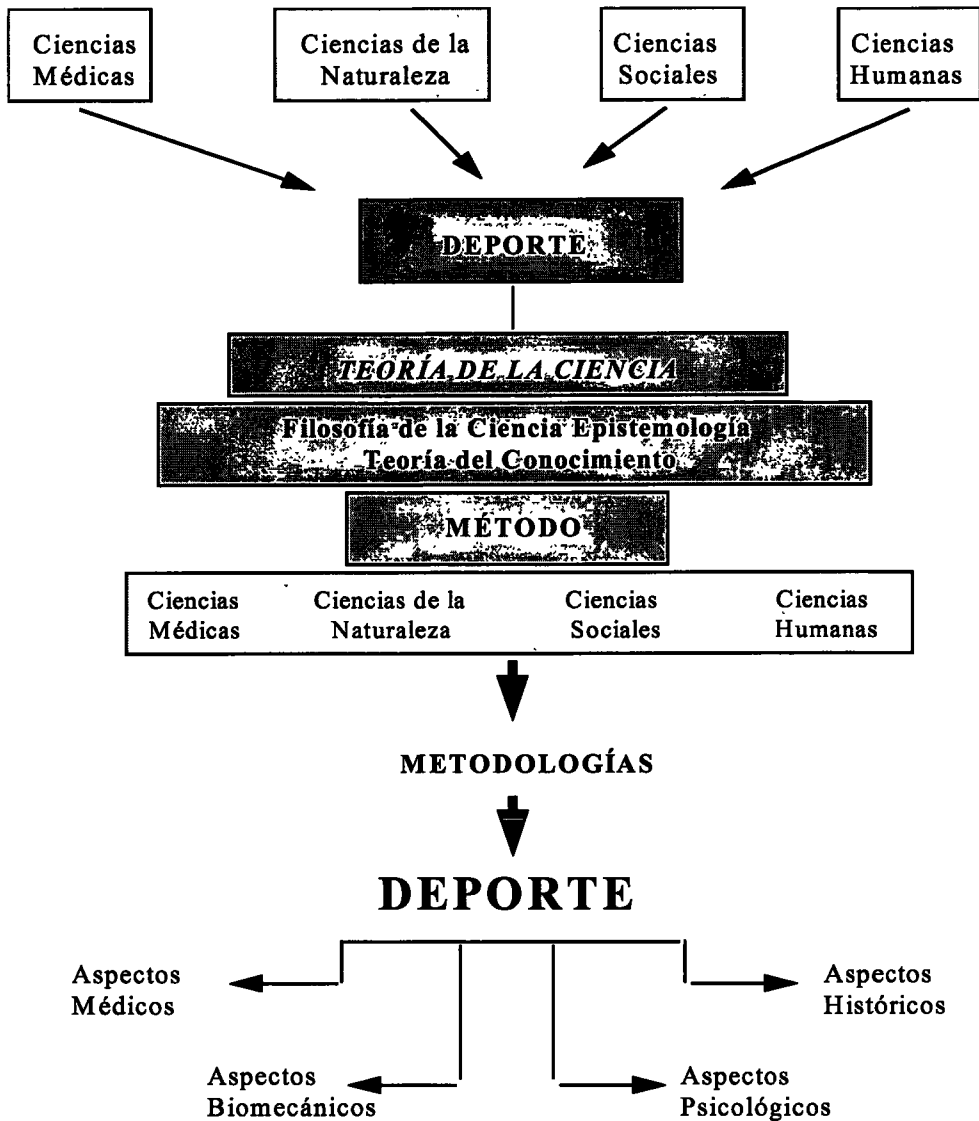 Ciencias
Médicas
Ciencias de la
Naturaleza
Ciencias
Sociales
Ciencias
Humanas
DEPORTE
TEORÍA DE LA CIENCIA
Filosofía de la Ciencia Epistemología
Teoría del Conocimiento
MÉTODO
Ciencias
Médicas
Ciencias de la
Naturaleza
Ciencias
Sociales
Ciencias
Humanas
METODOLOGÍAS
DEPORTE
Aspectos
Médicos
Aspectos
Históricos
Aspectos
Biomecánicos
Aspectos
Psicológicos